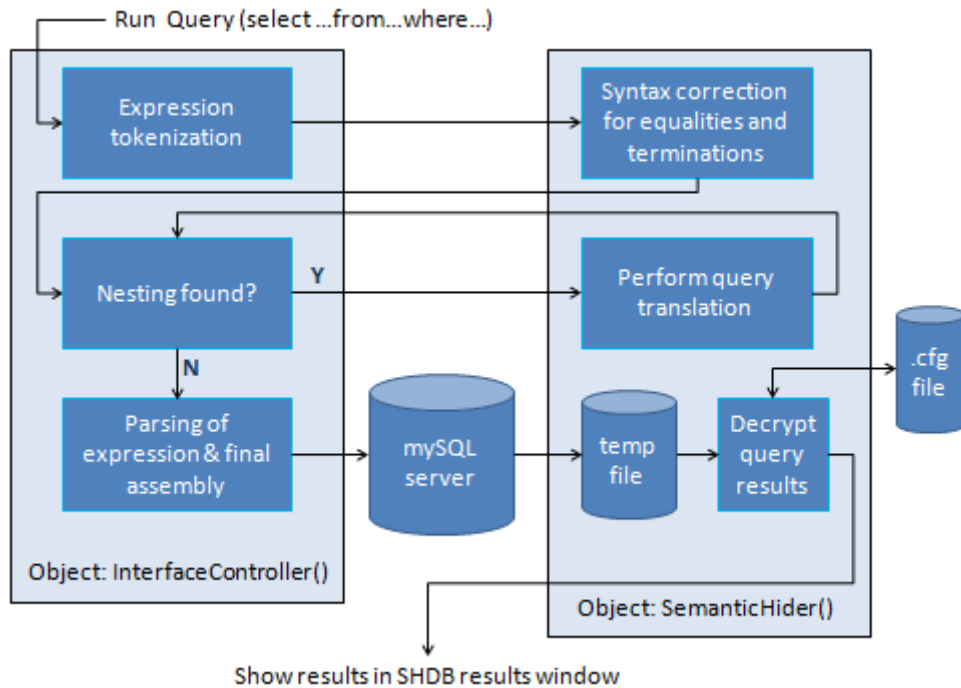 Run Query (select ...from...where...)
Expression
tokenization
Syntax correction
for equalities and
terminations
Nesting found?
Y
Perform query
translation
N
.cfg
file
Parsing of
expression & final
assembly
mySQL
server
temp
file
Decrypt
query
results
Object: InterfaceController()
Object: SemanticHider()
Show results in SHDB results window